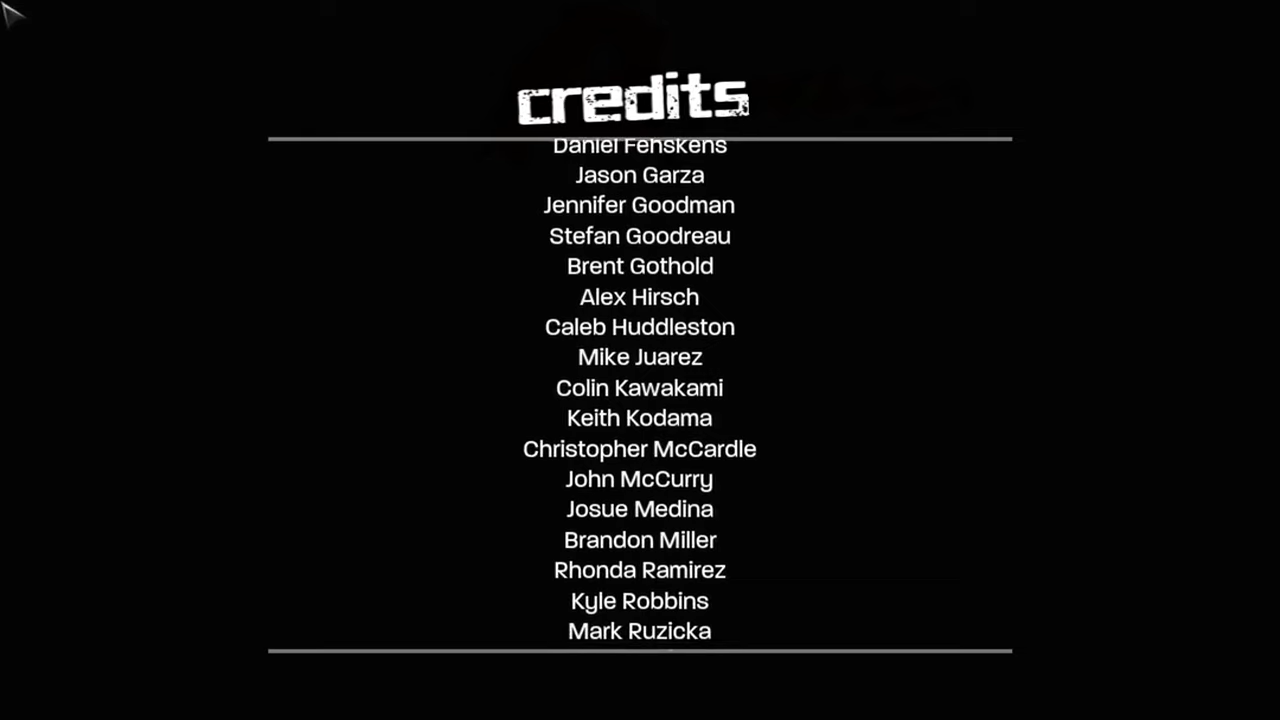 credits
Daniel Fehskens
Jason Garza
Jennifer Goodman
Stefan Goodreau
Brent Gothold
Alex Hirsch
Caleb Huddleston
Mike Juarez
Colin Kawakami
Keith Kodama
Christopher McCardle
John McCurry
Josue Medina
Brandon Miller
Rhonda Ramirez
Kyle Robbins
Mark Ruzicka